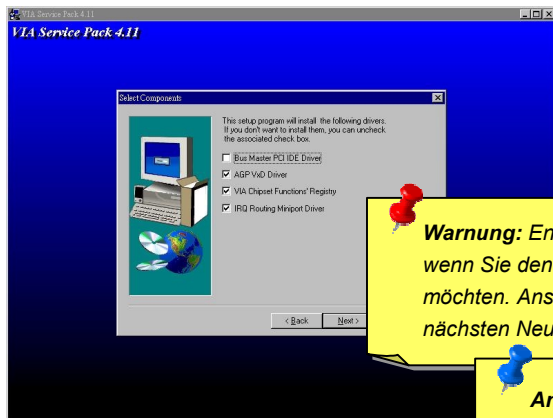 VIA Service Pack 4.11
VIA Service Pack 4.11
Select Components
This setup program will install the following drivers.
If you don't want to install them, you can uncheck
the associated check box.
Bus Master PCI IDE Driver
AGP VxD Driver
VIA Chipset Functions' Registry
IRQ Routing Miniport Driver
< Back
Next >
Warnung: En
wenn Sie den
möchten. Ans
nächsten Neu
An